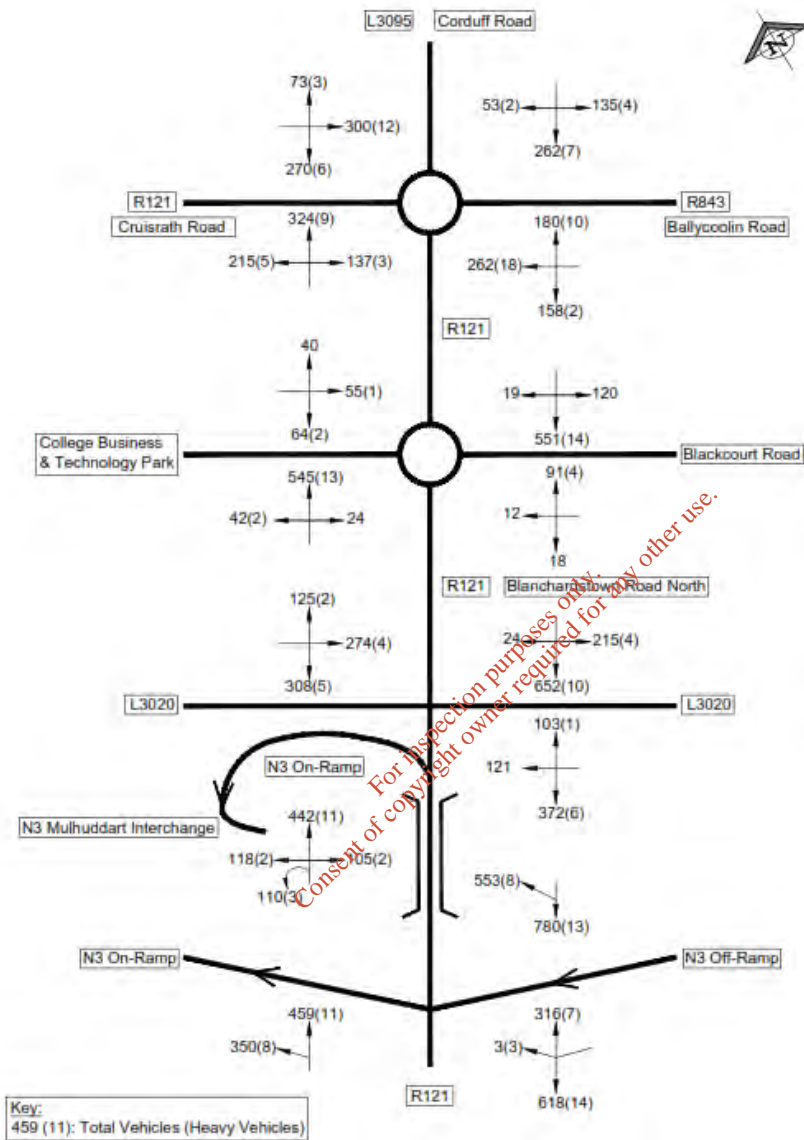 L3095 Corduff Road
N
73(3)
300(12)
270(6)
53(2) 135(4)
262(7)
R121
Cruisrath Road
R843
Ballycoolin Road
324(9)
215(5) 137(3)
180(10)
262(18)
158(2)
R121
40
55(1)
64(2)
19 120
551(14)
College Business
& Technology Park
Blackcourt Road
545(13)
42(2) 24
91(4)
12
18
R121 Blanchardstown Road North
125(2)
274(4)
308(5)
24 215(4)
652(10)
L3020
L3020
N3 On-Ramp
103(1)
121
372(6)
N3 Mulhuddart Interchange
442(11)
118(2) 105(2)
110(3)
553(8)
780(13)
For inspection purposes only.
Consent of copyright owner required for any other use.
N3 On-Ramp
N3 Off-Ramp
459(11)
350(8)
316(7)
3(3)
618(14)
R121
Key:
459 (11): Total Vehicles (Heavy Vehicles)